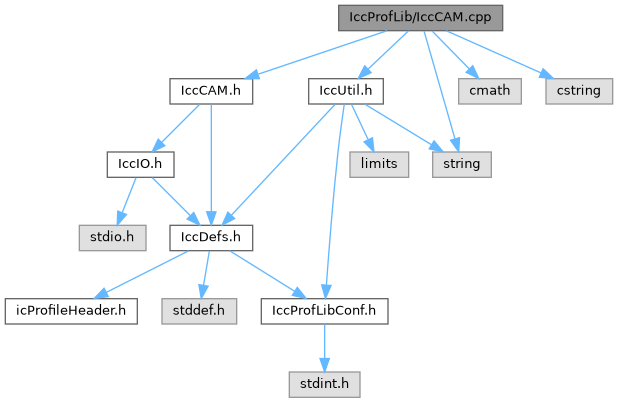 IccProfLib/IccCAM.cpp
IccCAM.h
IccUtil.h
cmath
cstring
IccIO.h
limits
string
stdio.h
IccDefs.h
icProfileHeader.h
stddef.h
IccProfLibConf.h
stdint.h